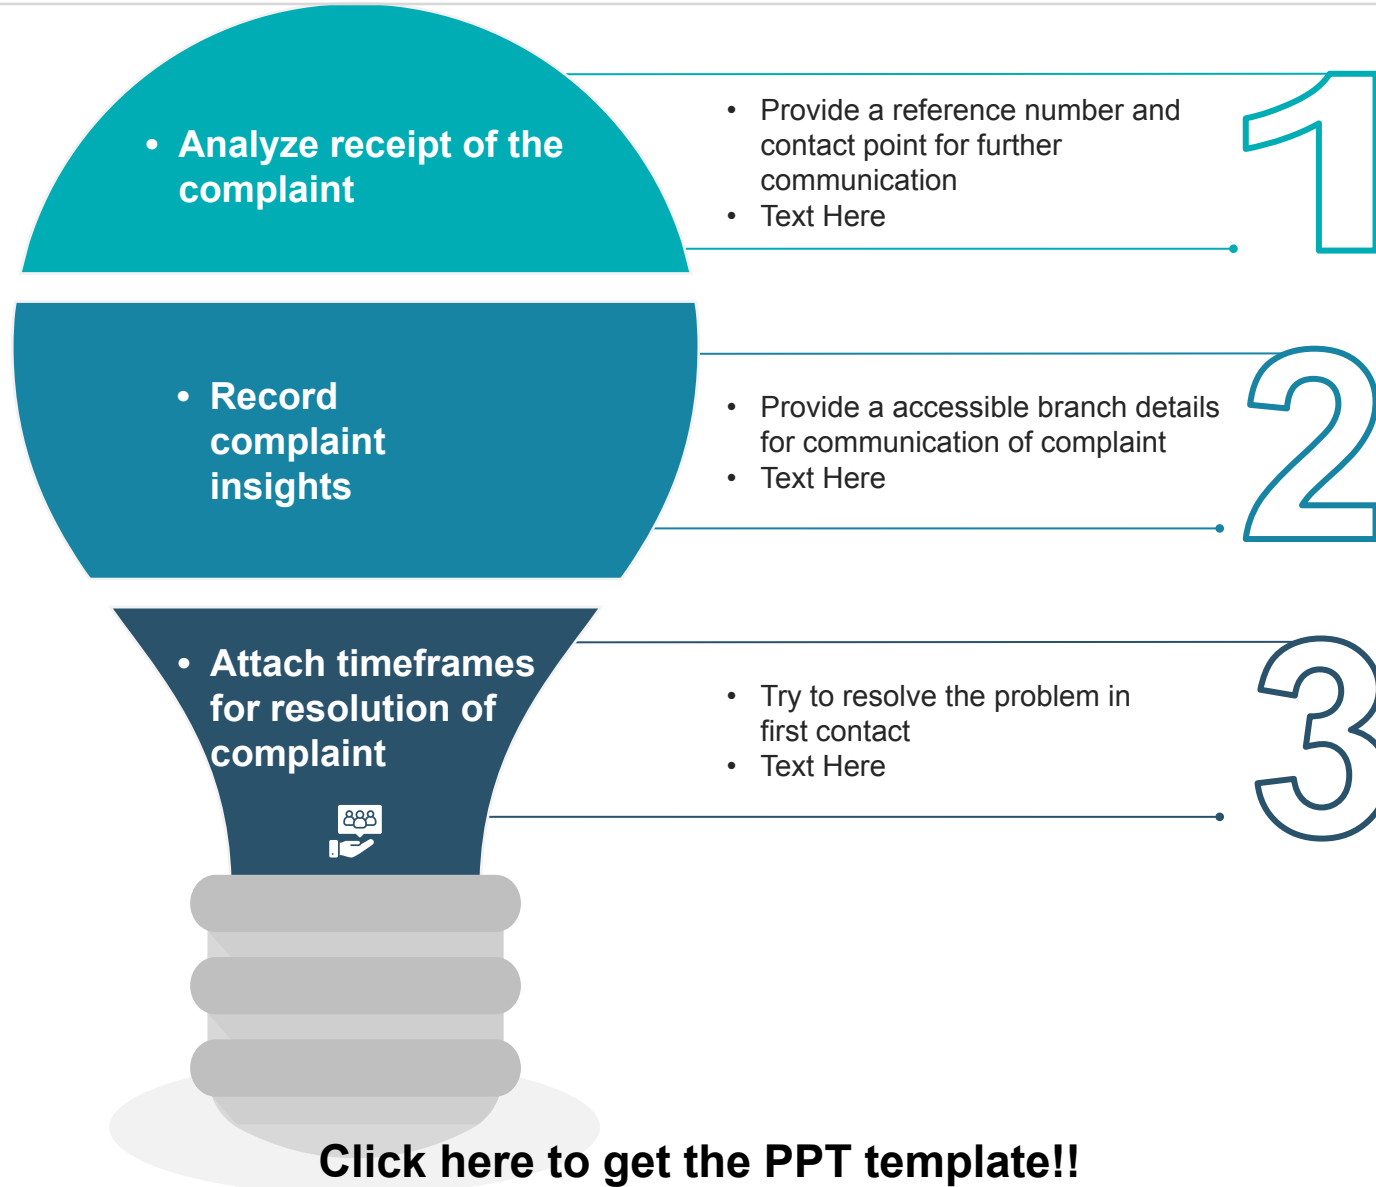 • Analyze receipt of the
complaint
• Provide a reference number and
contact point for further
communication
• Text Here
1
• Record
complaint
insights
• Provide a accessible branch details
for communication of complaint
• Text Here
2
• Attach timeframes
for resolution of
complaint
• Try to resolve the problem in
first contact
• Text Here
3
Click here to get the PPT template!!